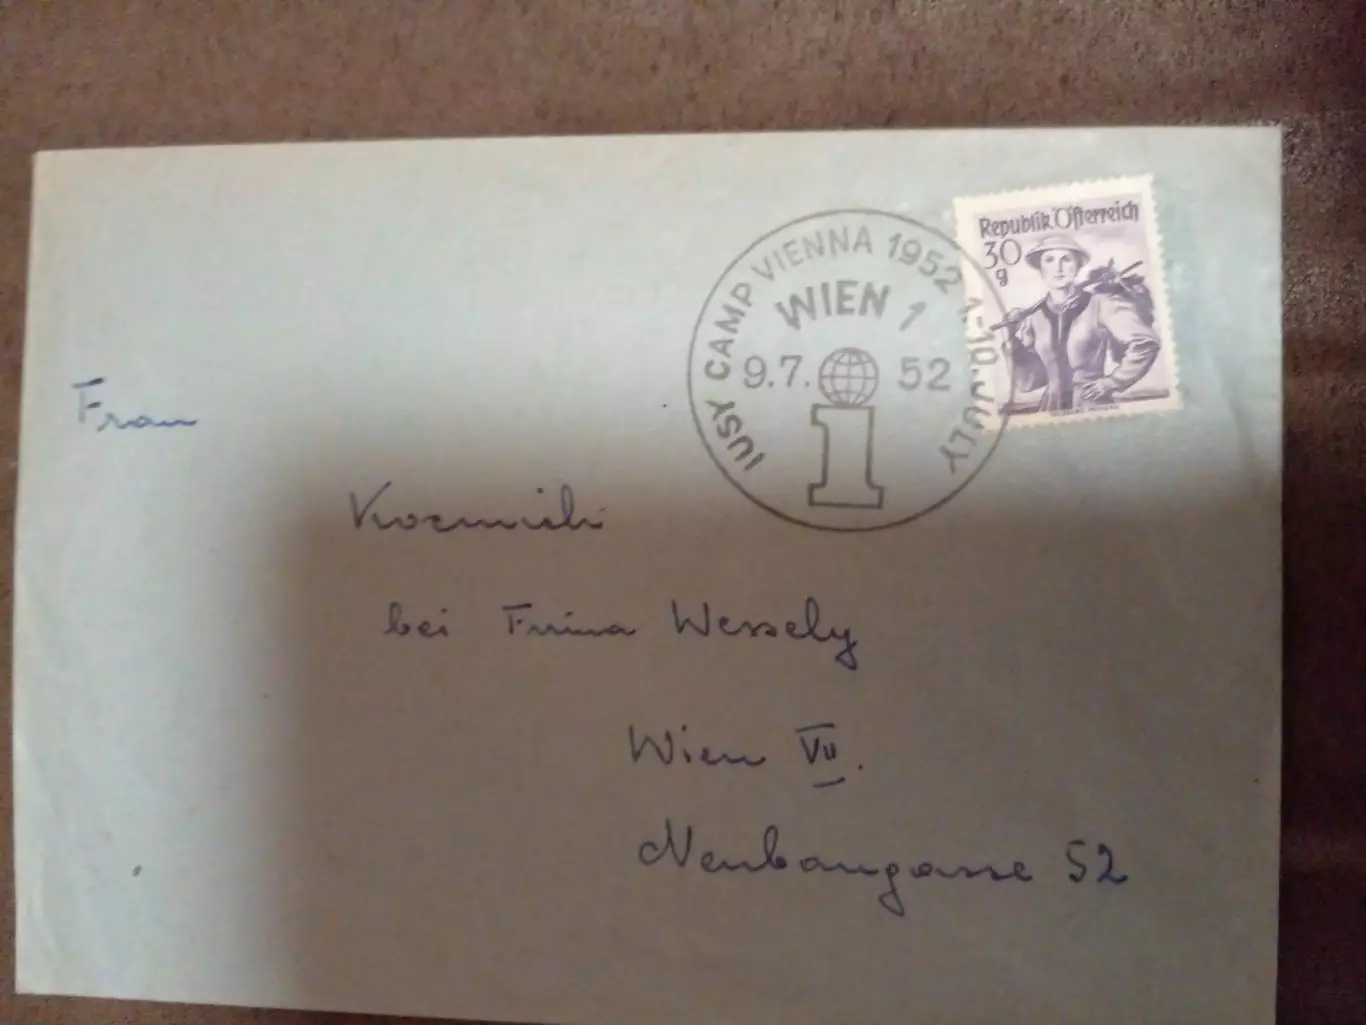 Republik Österreich
30
g
IUSY CAMP VIENNA 1952 1.-10. JULY
WIEN 1
9.7. 52
1
Frau
bei Firma Wessely
Wien VII.
Neubaugasse 52